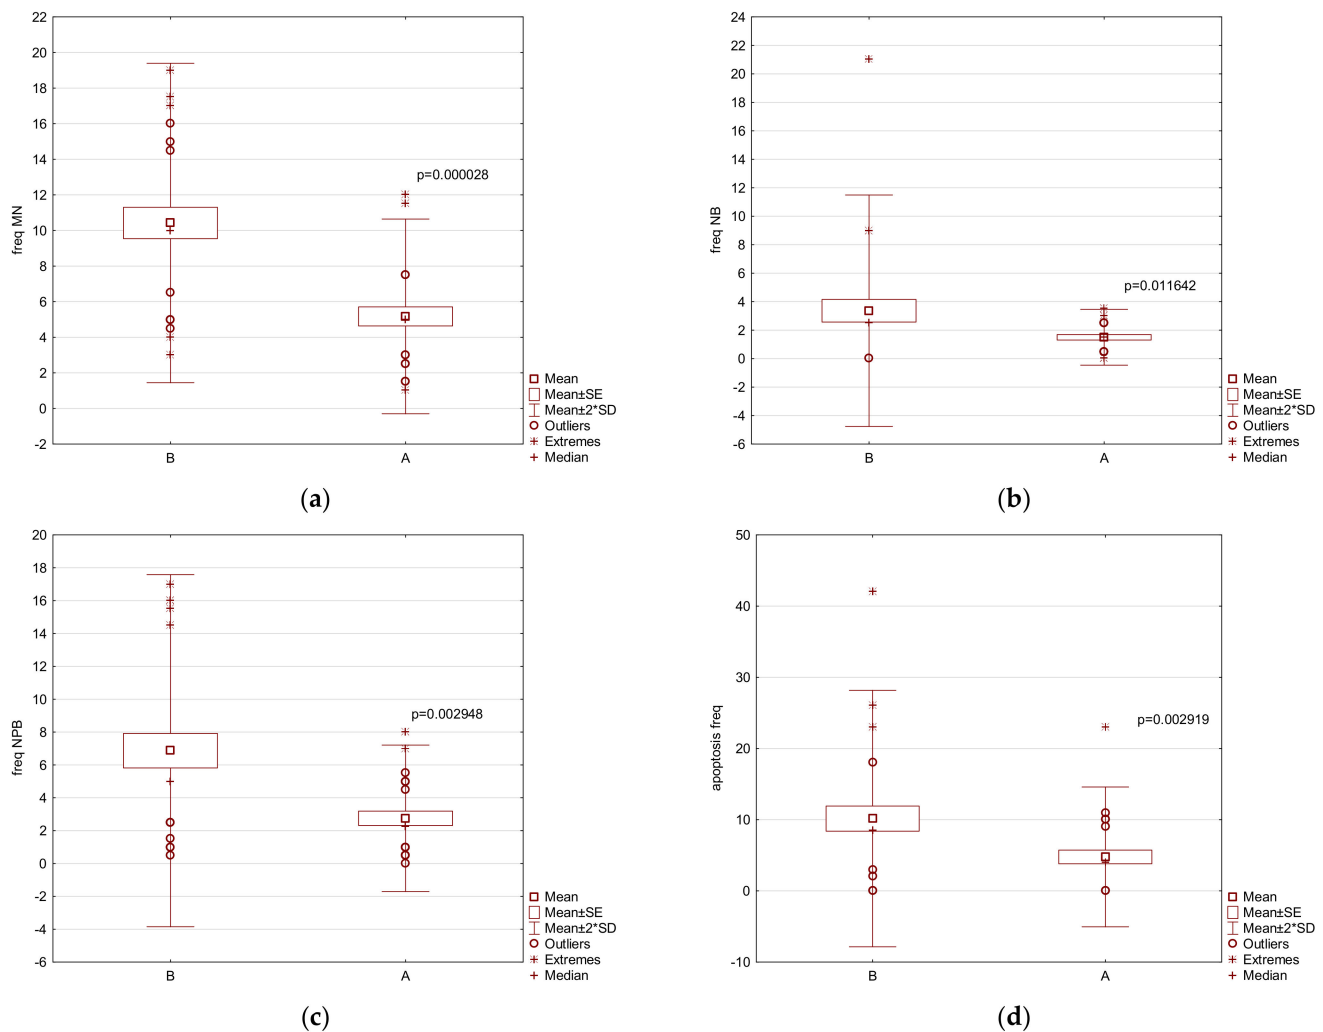 22
20
18
16
14
12
10
8
6
4
2
0
-2
freq MN
p=0.000028
B
A
Mean
Mean±SE
Mean±2*SD
Outliers
Extremes
Median
(a)
24
22
20
18
16
14
12
10
8
6
4
2
0
-2
-4
-6
freq NB
p=0.011642
B
A
Mean
Mean±SE
Mean±2*SD
Outliers
Extremes
Median
(b)
20
18
16
14
12
10
8
6
4
2
0
-2
-4
-6
freq NPB
p=0.002948
B
A
Mean
Mean±SE
Mean±2*SD
Outliers
Extremes
Median
(c)
50
40
30
20
10
0
-10
apoptosis freq
p=0.002919
B
A
Mean
Mean±SE
Mean±2*SD
Outliers
Extremes
Median
(d)